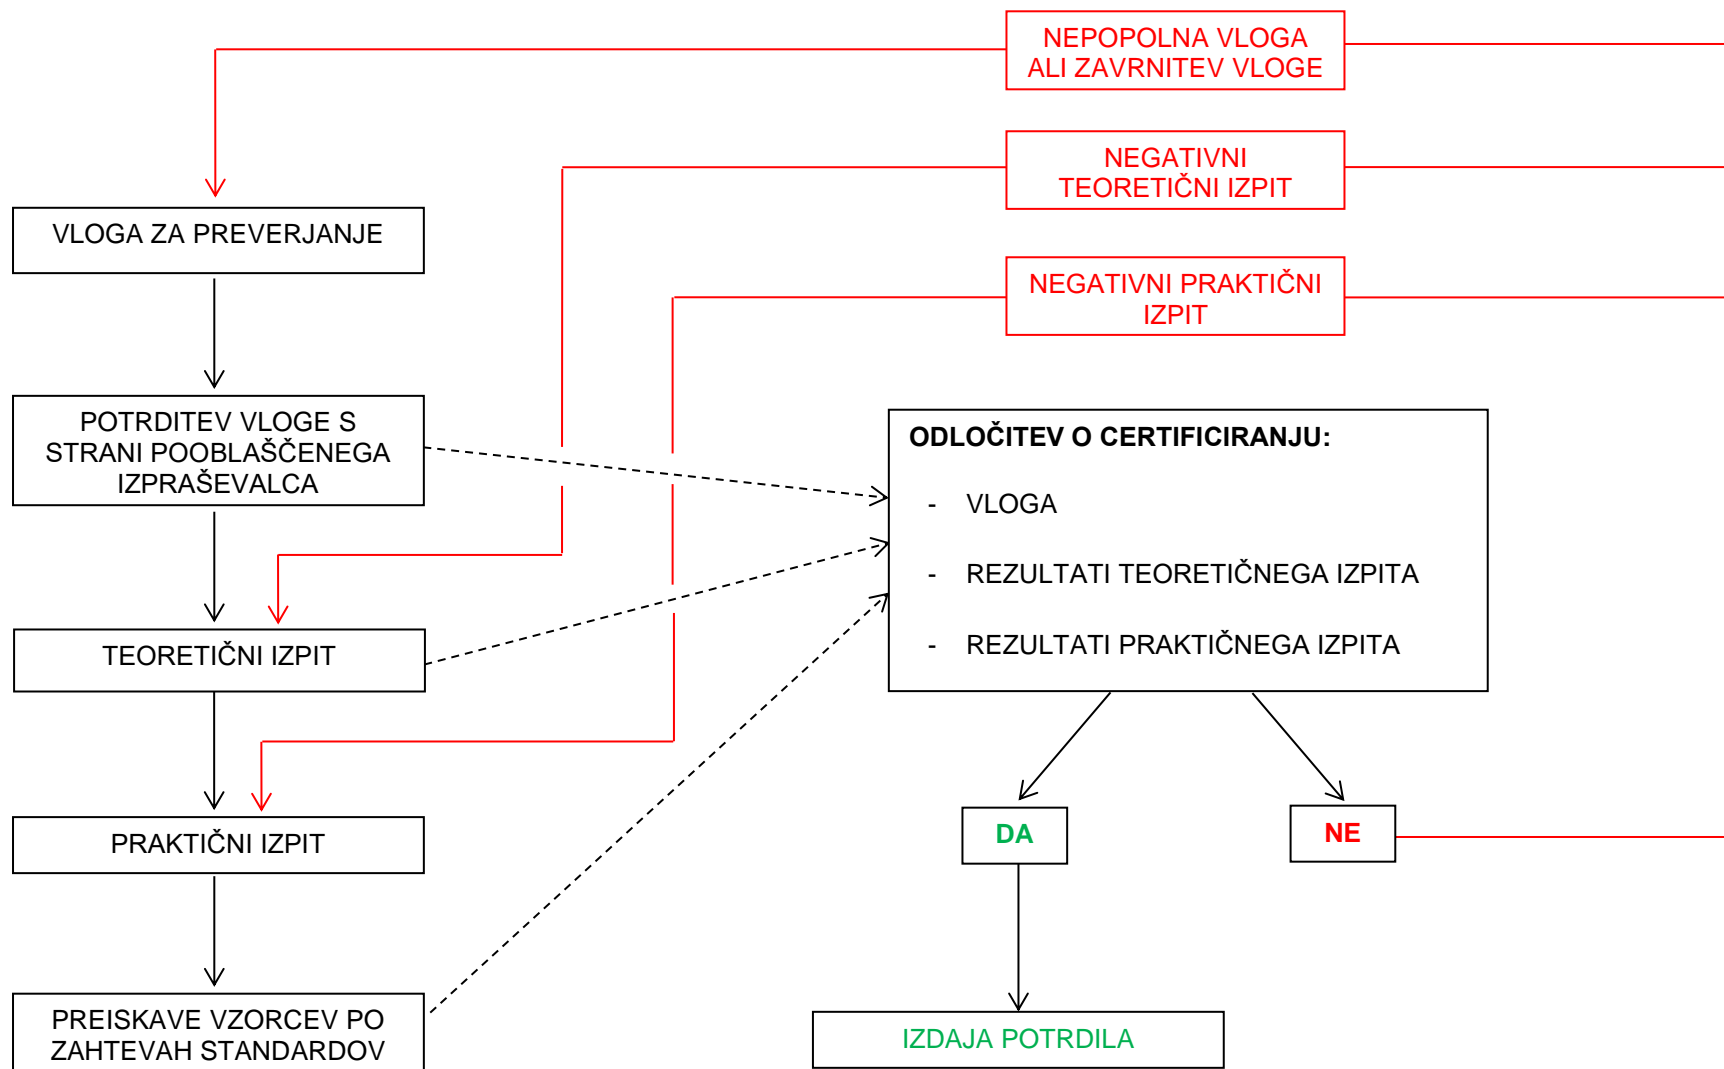 NEPOPOLNA VLOGA
ALI ZAVRNITEV VLOGE
NEGATIVNI
TEORETIČNI IZPIT
VLOGA ZA PREVERJANJE
NEGATIVNI PRAKTIČNI
IZPIT
POTRDITEV VLOGE S
STRANI POOBLAŠČENEGA
IZPRAŠEVALCA
ODLOČITEV O CERTIFICIRANJU:
- VLOGA
- REZULTATI TEORETIČNEGA IZPITA
- REZULTATI PRAKTIČNEGA IZPITA
TEORETIČNI IZPIT
PRAKTIČNI IZPIT
DA
NE
PREISKAVE VZORCEV PO
ZAHTEVAH STANDARDOV
IZDAJA POTRDILA